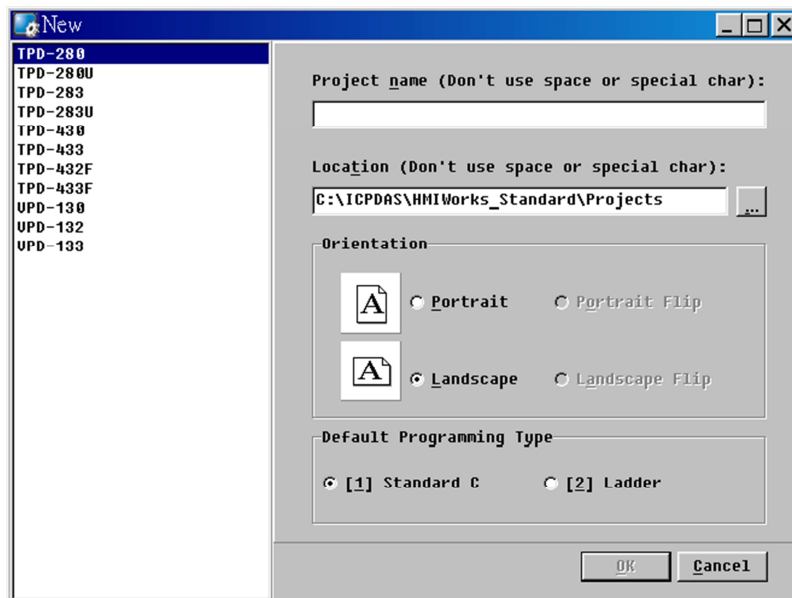 New
TPD-280
TPD-280U
TPD-283
TPD-283U
TPD-430
TPD-433
TPD-432F
TPD-433F
VPD-130
VPD-132
VPD-133
Project name (Don't use space or special char):
Location (Don't use space or special char):
C:\ICPDAS\HMIWorks_Standard\Projects
...
Orientation
A
Portrait
Portrait Flip
A
Landscape
Landscape Flip
Default Programming Type
[1] Standard C
[2] Ladder
OK
Cancel